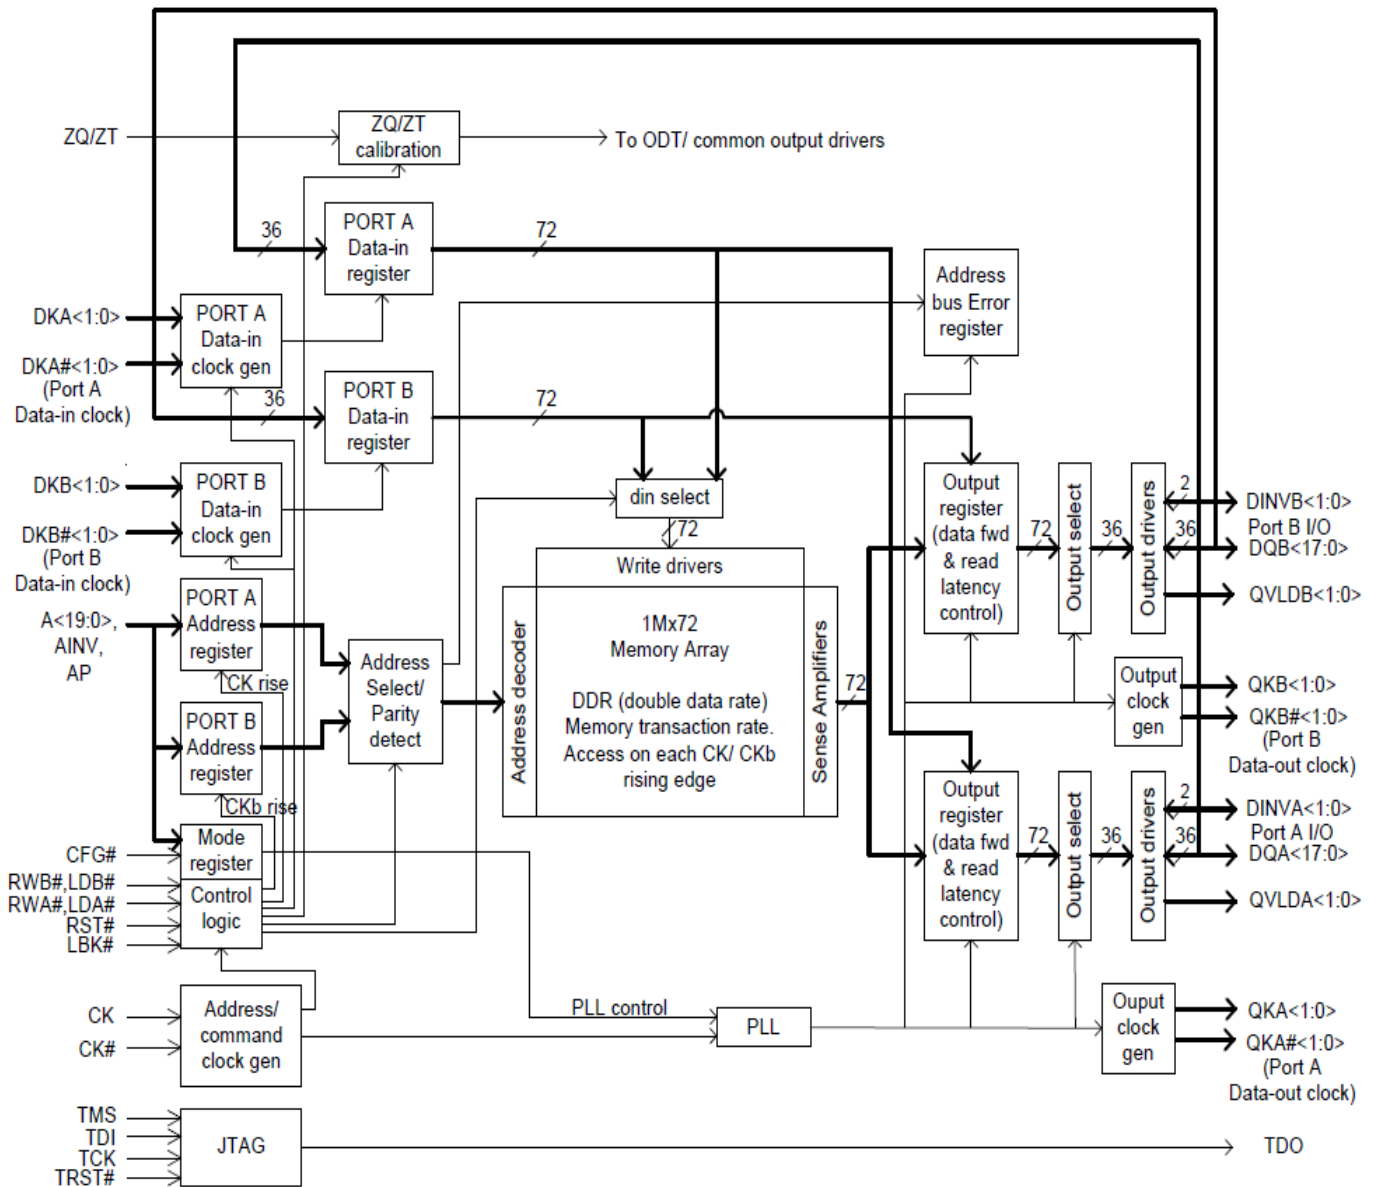 ZQ/ZT
ZQ/ZT
calibration
To ODT/ common output drivers
36
PORT A
Data-in
register
72
Address
bus Error
register
DKA<1:0>
DKA#<1:0>
(Port A
Data-in clock)
PORT A
Data-in
clock gen
36
PORT B
Data-in
register
72
DKB<1:0>
DKB#<1:0>
(Port B
Data-in clock)
PORT B
Data-in
clock gen
din select
72
Write drivers
Output
register
(data fwd
& read
latency
control)
72
Output select
36
Output drivers
2
36
DINVB<1:0>
Port B I/O
DQB<17:0>
QVLDB<1:0>
A<19:0>,
AINV,
AP
PORT A
Address
register
CK rise
PORT B
Address
register
CKb rise
Address
Select/
Parity
detect
Address decoder
1Mx72
Memory Array
DDR (double data rate)
Memory transaction rate.
Access on each CK/ CKb
rising edge
Sense Amplifiers
72
Output
clock
gen
QKB<1:0>
QKB#<1:0>
(Port B
Data-out clock)
Output
register
(data fwd
& read
latency
control)
72
Output select
36
Output drivers
2
36
DINVA<1:0>
Port A I/O
DQA<17:0>
QVLDA<1:0>
CFG#
RWB#,LDB#
RWA#,LDA#
RST#
LBK#
Mode
register
Control
logic
CK
CK#
Address/
command
clock gen
PLL control
PLL
Ouput
clock
gen
QKA<1:0>
QKA#<1:0>
(Port A
Data-out clock)
TMS
TDI
TCK
TRST#
JTAG
TDO